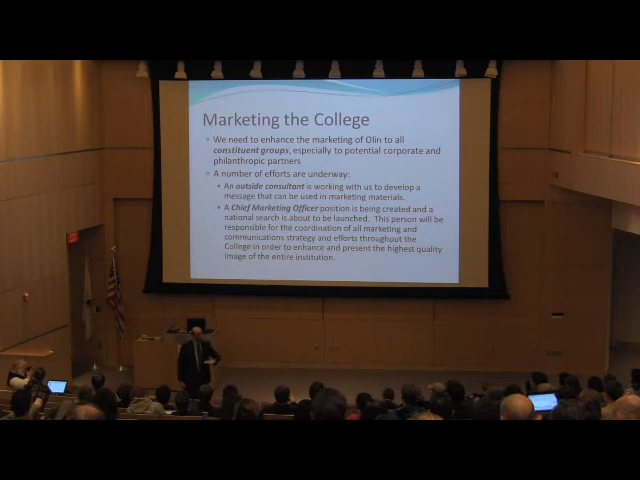 Marketing the College
We need to enhance the marketing of Olin to all
constituent groups, especially to potential corporate and
philanthropic partners
A number of efforts are underway:
An outside consultant is working with us to develop a
message that can be used in marketing materials.
A Chief Marketing Officer position is being created and a
national search is about to be launched. This person will be
responsible for the coordination of all marketing and
communications strategy and efforts throughout the
College in order to enhance and present the highest quality
image of the entire institution.